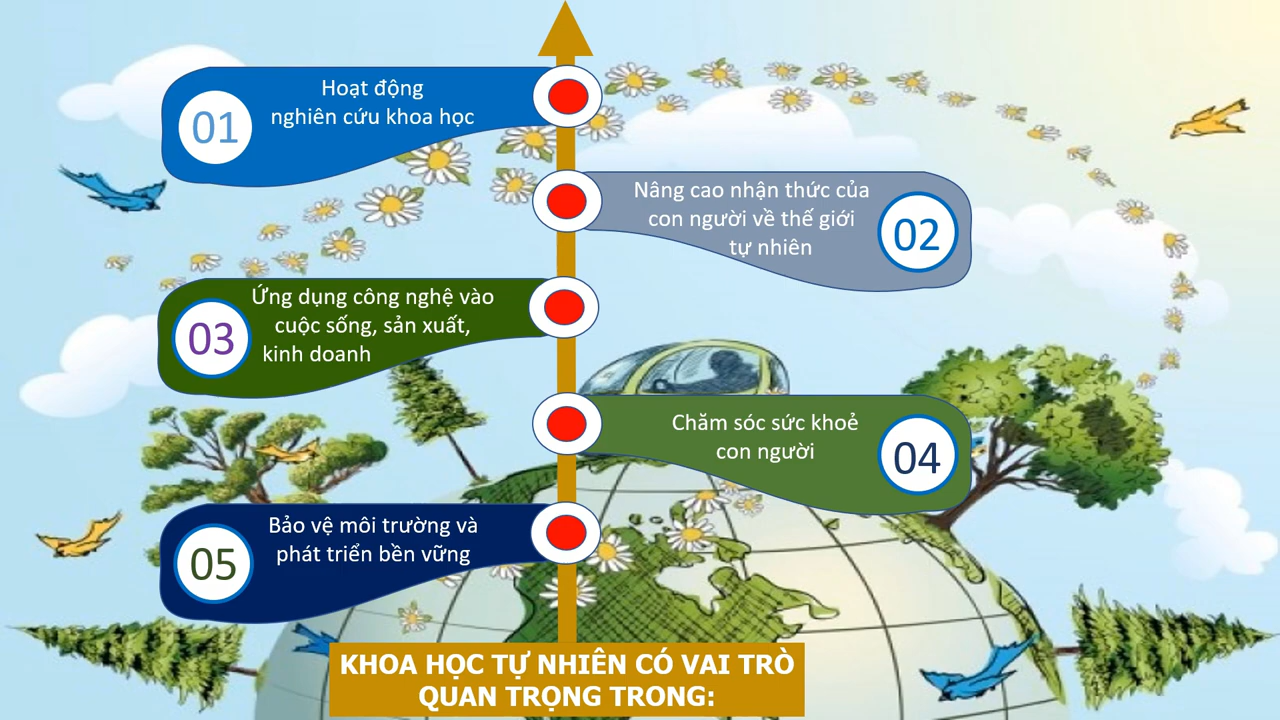 01
Hoạt động
nghiên cứu khoa học
Nâng cao nhận thức của
con người về thế giới
tự nhiên
02
03
Ứng dụng công nghệ vào
cuộc sống, sản xuất,
kinh doanh
Chăm sóc sức khoẻ
con người
04
05
Bảo vệ môi trường và
phát triển bền vững
KHOA HỌC TỰ NHIÊN CÓ VAI TRÒ
QUAN TRỌNG TRONG: